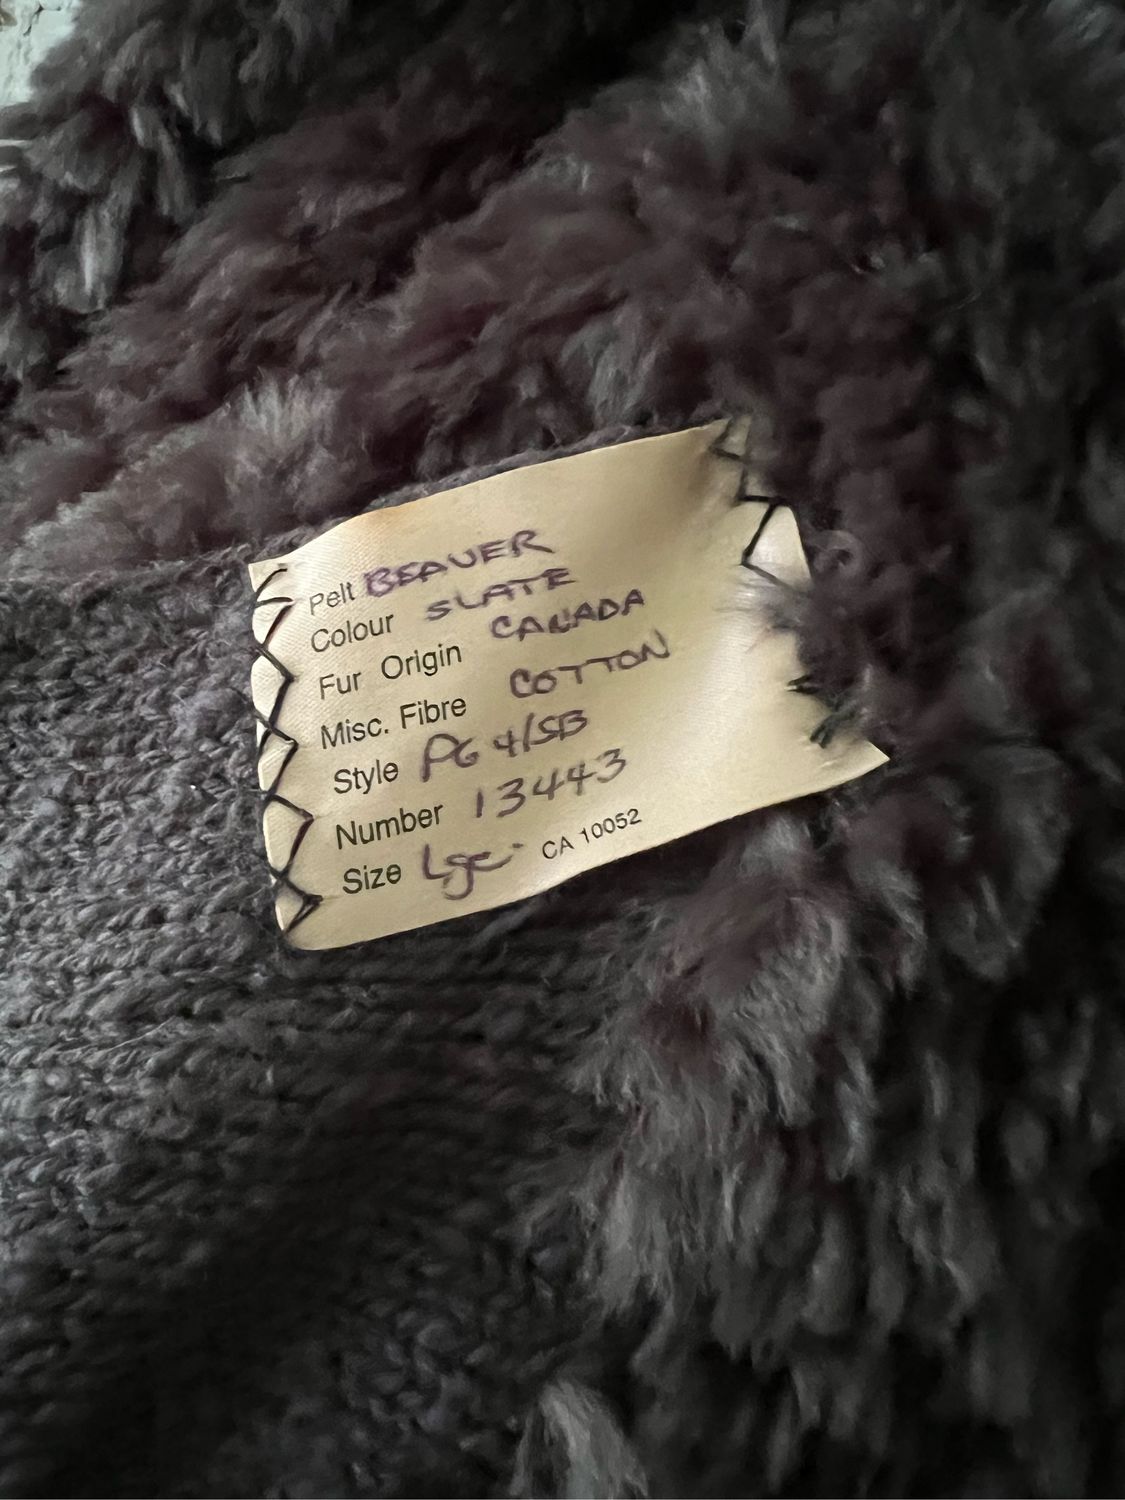 Pelt BEAVER
Colour SLATE
Fur Origin CANADA
Misc. Fibre COTTON
Style PG 4/SB
Number 13443
Size Lge. CA 10052